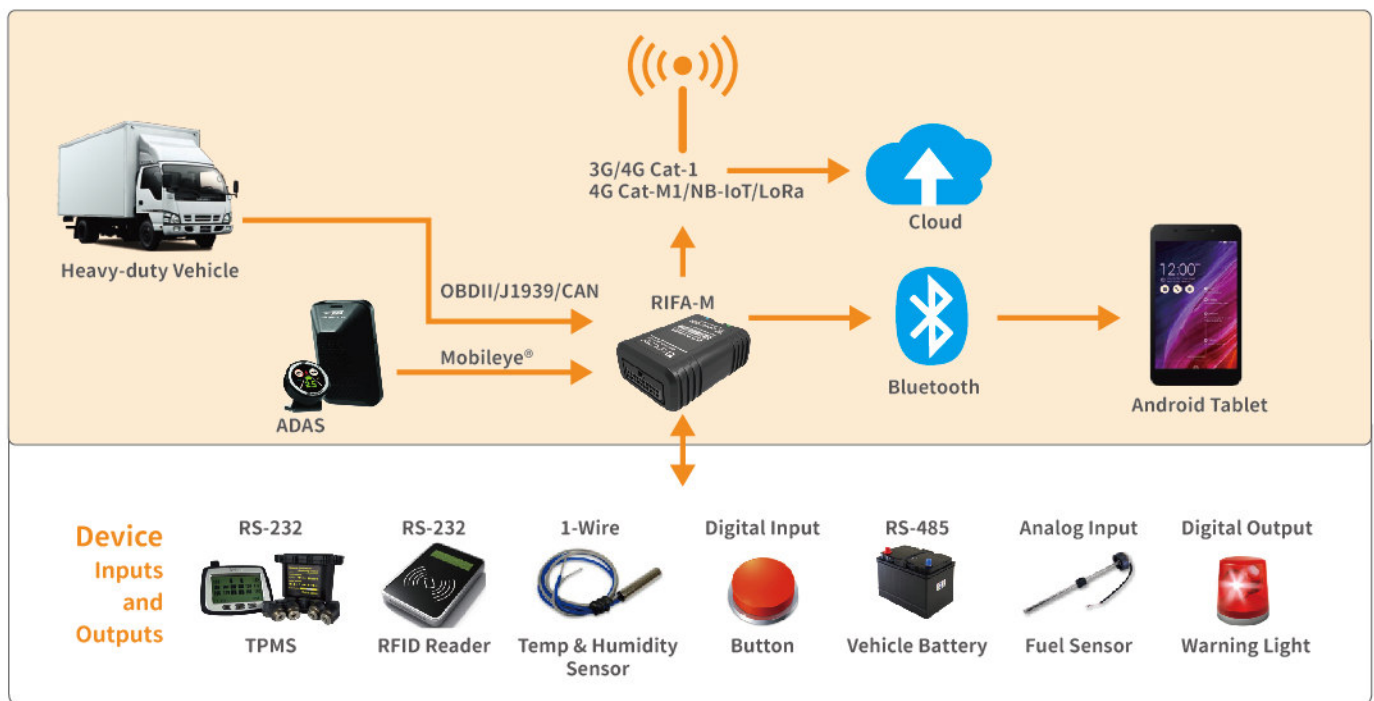 3G/4G Cat-1
4G Cat-M1/NB-IoT/LoRa
Cloud
Heavy-duty Vehicle
OBDII/J1939/CAN
RIFA-M
12:00
Mobileye®
Bluetooth
ADAS
Android Tablet
Device
Inputs
and
Outputs
RS-232
TPMS
RS-232
RFID Reader
1-Wire
Temp & Humidity
Sensor
Digital Input
Button
RS-485
Vehicle Battery
Analog Input
Fuel Sensor
Digital Output
Warning Light